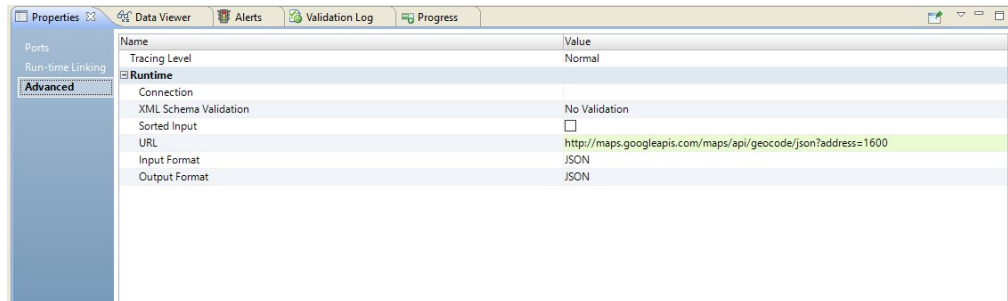 Properties Data Viewer Alerts Validation Log Progress
Ports
Run-time Linking
Advanced
Name Value
Tracing Level Normal
Runtime
Connection
XML Schema Validation No Validation
Sorted Input
URL http://maps.googleapis.com/maps/api/geocode/json?address=1600
Input Format JSON
Output Format JSON